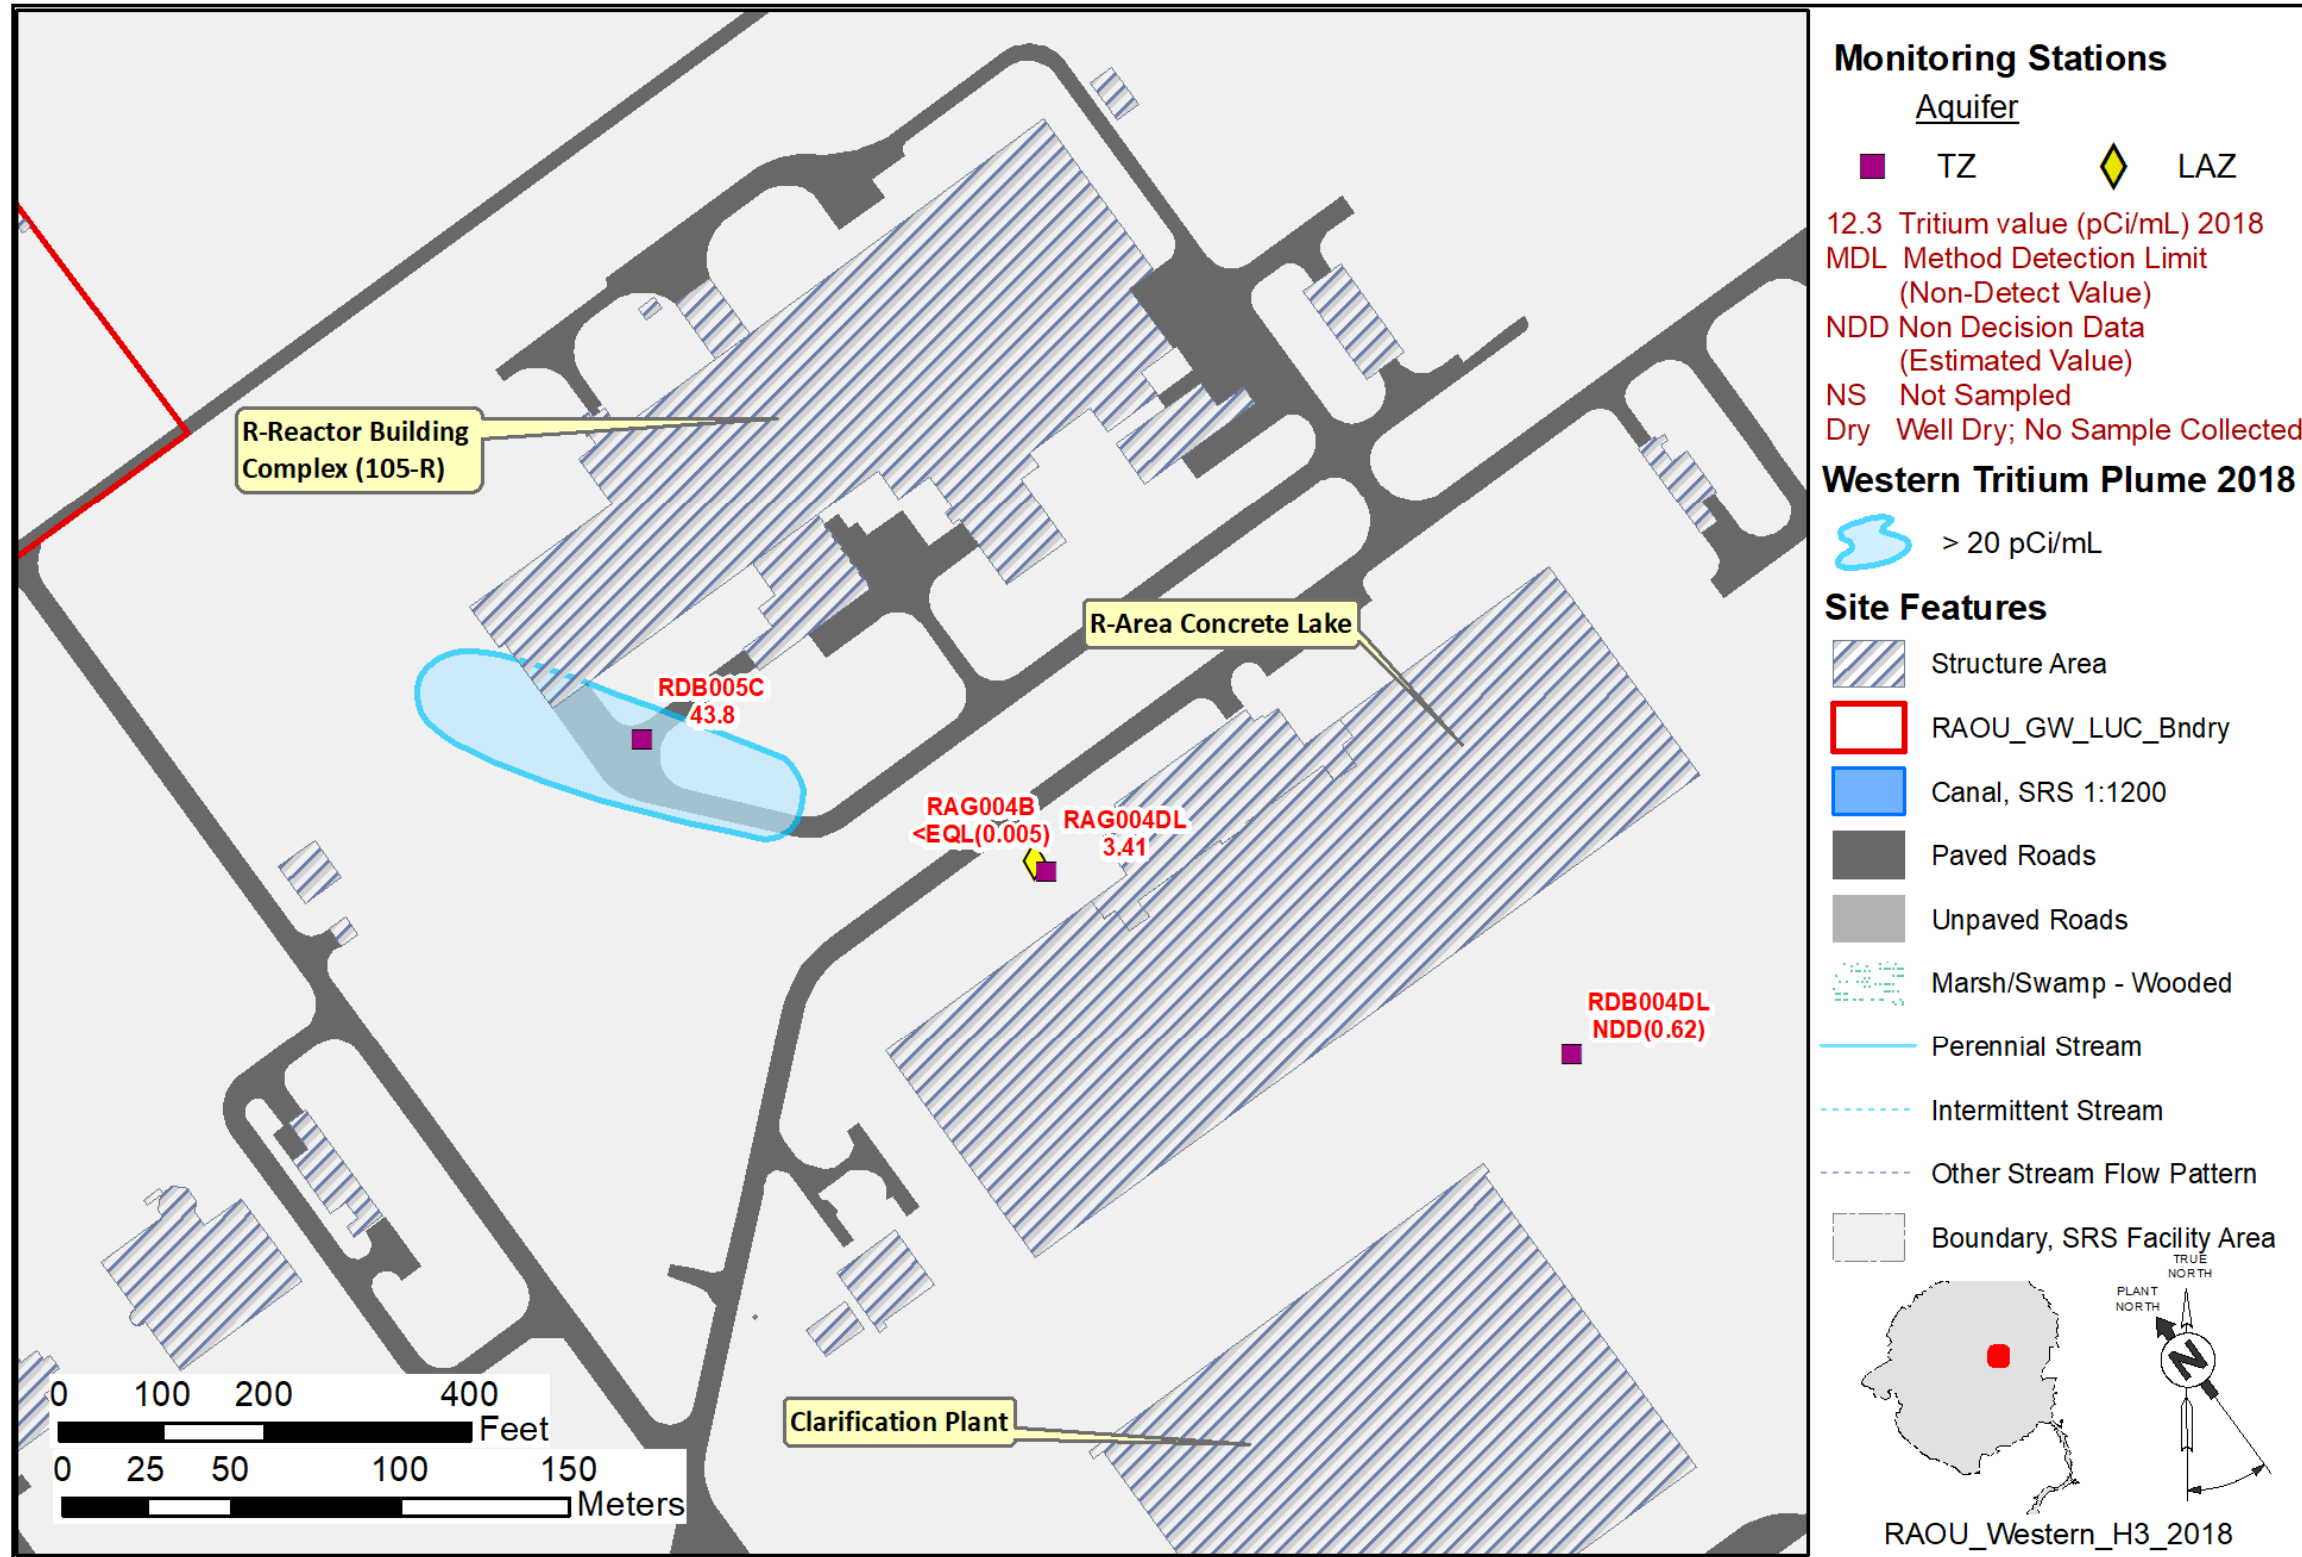 R-Reactor Building
Complex (105-R)
RDB005C
43.8
R-Area Concrete Lake
RAG004B
<EQL(0.005)
RAG004DL
3.41
RDB004DL
NDD(0.62)
Clarification Plant
0 100 200 400
Feet
0 25 50 100 150
Meters
Monitoring Stations
Aquifer
TZ LAZ
12.3 Tritium value (pCi/mL) 2018
MDL Method Detection Limit
(Non-Detect Value)
NDD Non Decision Data
(Estimated Value)
NS Not Sampled
Dry Well Dry; No Sample Collected
Western Tritium Plume 2018
> 20 pCi/mL
Site Features
Structure Area
RAOU_GW_LUC_Bndry
Canal, SRS 1:1200
Paved Roads
Unpaved Roads
Marsh/Swamp - Wooded
Perennial Stream
Intermittent Stream
Other Stream Flow Pattern
Boundary, SRS Facility Area
TRUE
NORTH
PLANT
NORTH
N
RAOU_Western_H3_2018